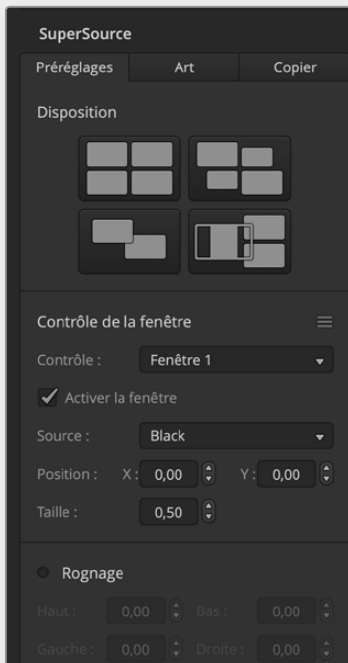 SuperSource
Préréglages Art Copier
Disposition
Contrôle de la fenêtre
Contrôle : Fenêtre 1
Activer la fenêtre
Source : Black
Position : X: 0,00 Y: 0,00
Taille : 0,50
Rognage
Haut : 0,00 Bas : 0,00
Gauche : 0,00 Droite : 0,00